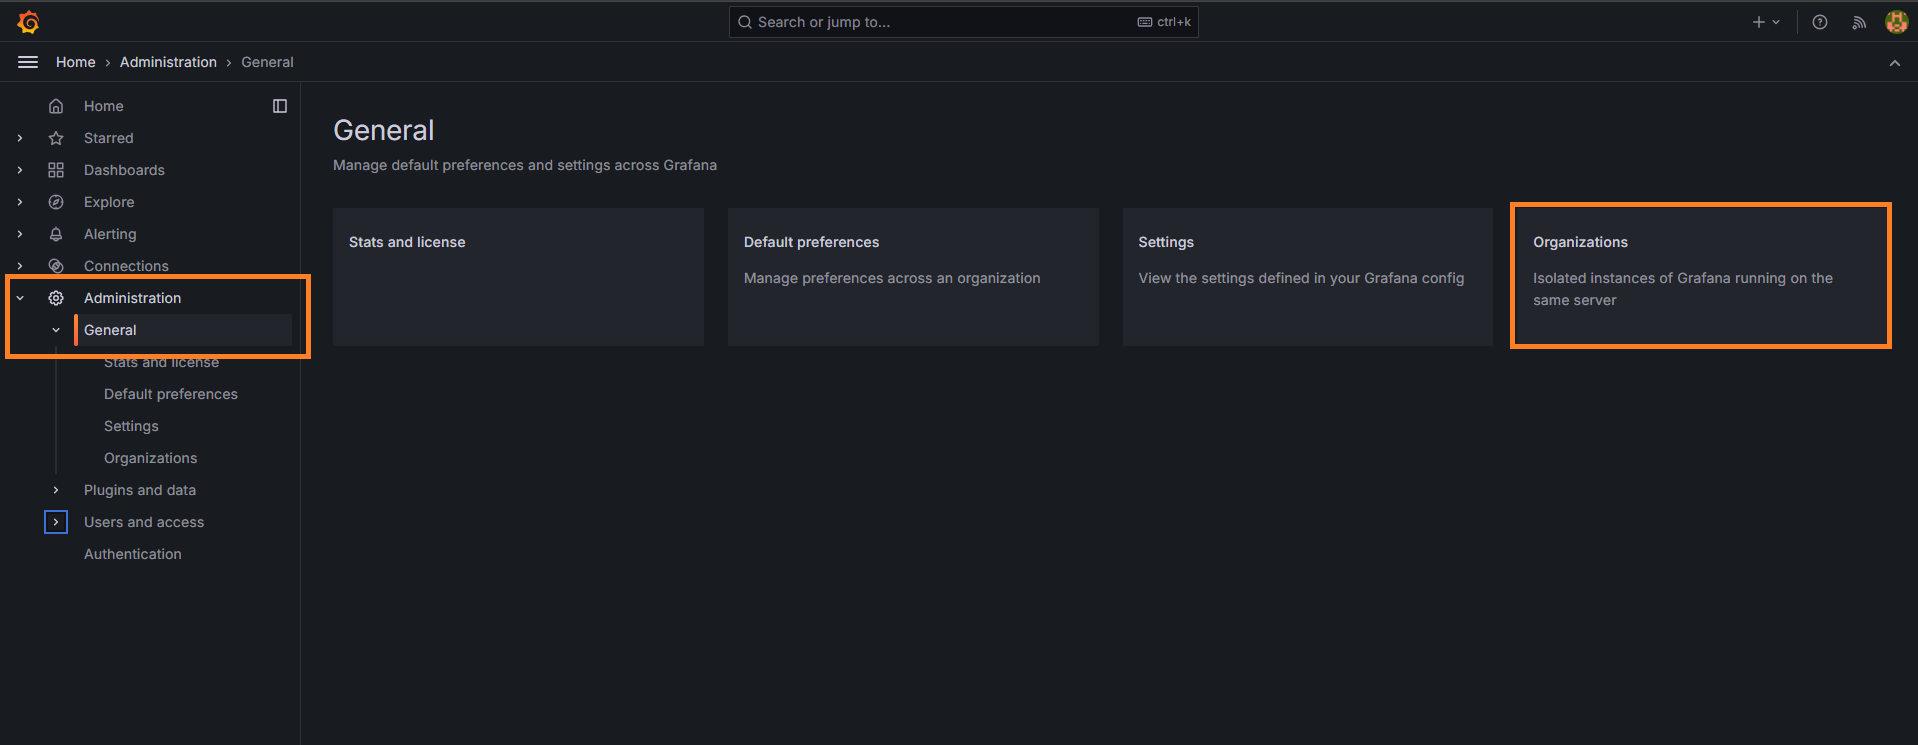 Search or jump to...
ctrl+k
Home › Administration › General
Home
Starred
Dashboards
Explore
Alerting
Connections
Administration
General
Stats and license
Default preferences
Settings
Organizations
Plugins and data
Users and access
Authentication
General
Manage default preferences and settings across Grafana
Stats and license
Default preferences
Manage preferences across an organization
Settings
View the settings defined in your Grafana config
Organizations
Isolated instances of Grafana running on the
same server